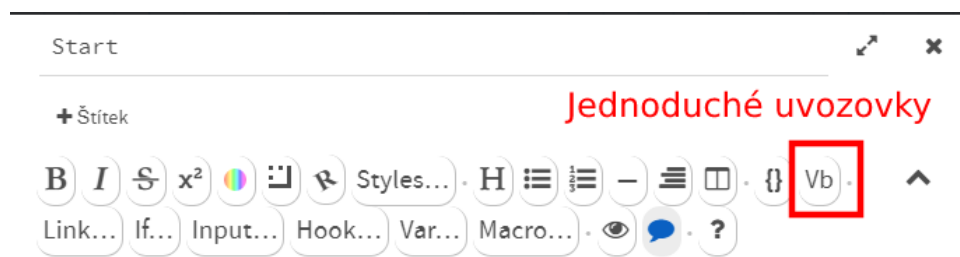 Start
Štítek
Jednoduché uvozovky
B I S x² R Styles... H {} Vb
Link... If... Input... Hook... Var... Macro... ?